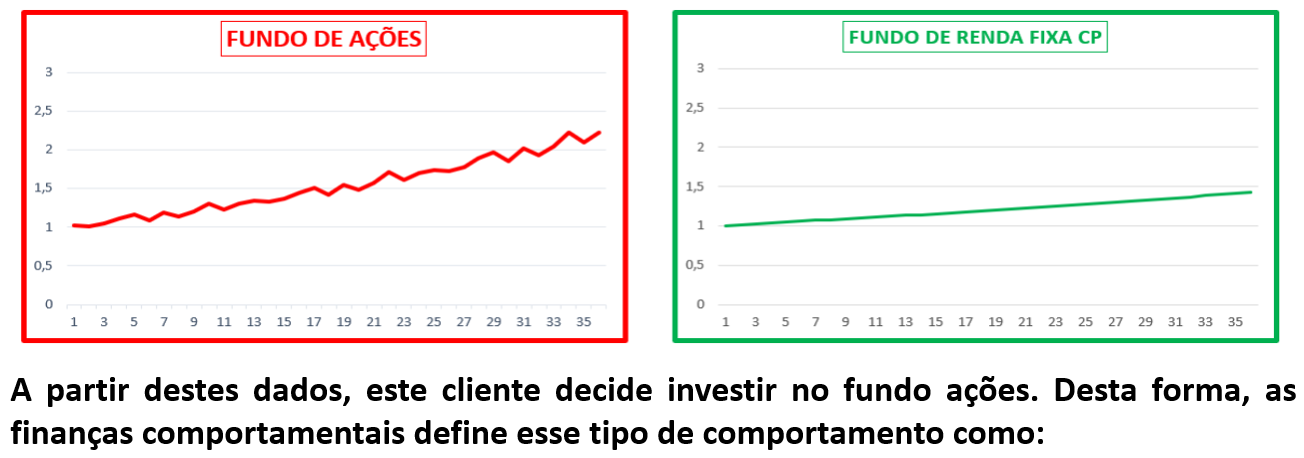 FUNDO DE AÇÕES
3
2,5
2
1,5
1
0,5
0
1 3 5 7 9 11 13 15 17 19 21 23 25 27 29 31 33 35
FUNDO DE RENDA FIXA CP
3
2,5
2
1,5
1
0,5
0
1 3 5 7 9 11 13 15 17 19 21 23 25 27 29 31 33 35
A partir destes dados, este cliente decide investir no fundo ações. Desta forma, as
finanças comportamentais define esse tipo de comportamento como: